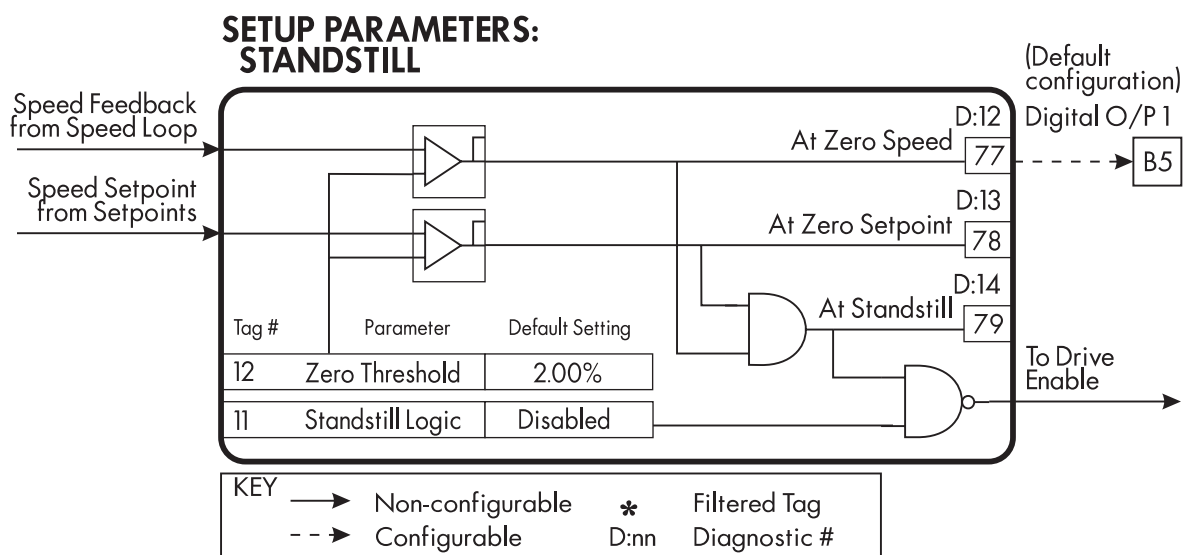 SETUP PARAMETERS:
STANDSTILL
(Default
configuration)
Digital O/P 1
Speed Feedback
from Speed Loop
D:12
At Zero Speed
77
B5
Speed Setpoint
from Setpoints
D:13
At Zero Setpoint
78
D:14
At Standstill
79
Tag # Parameter Default Setting
12 Zero Threshold 2.00%
11 Standstill Logic Disabled
To Drive
Enable
KEY
Non-configurable * Filtered Tag
Configurable D:nn Diagnostic #